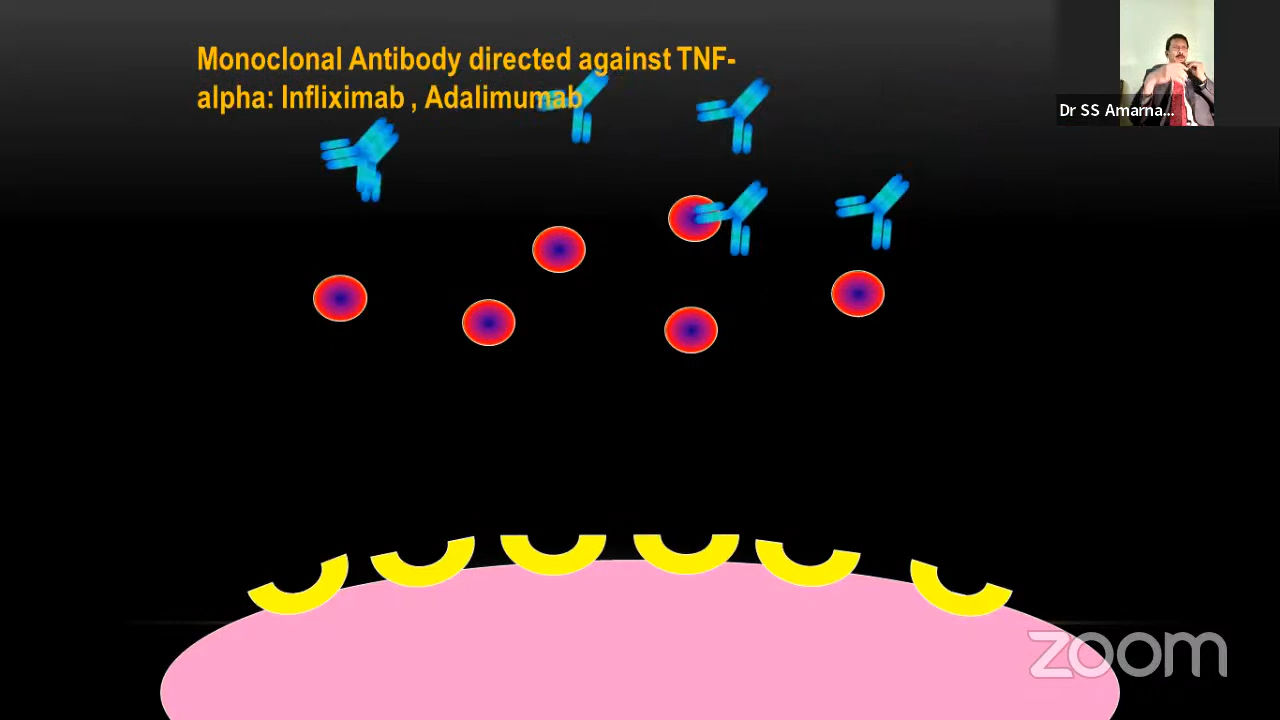 Monoclonal Antibody directed against TNF-
alpha: Infliximab , Adalimumab
Dr SS Amarna...
zoom